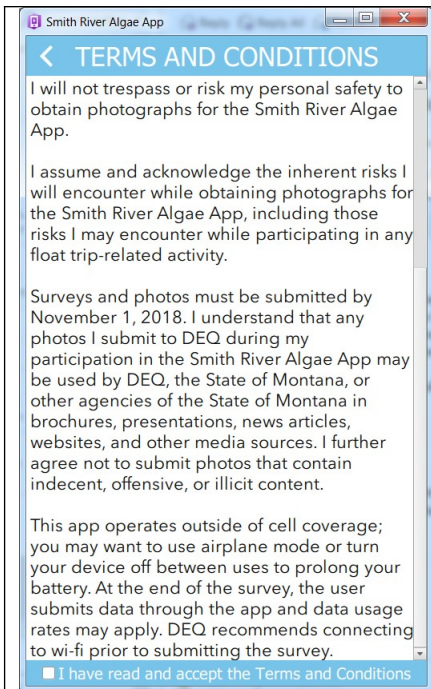 Smith River Algae App
TERMS AND CONDITIONS
I will not trespass or risk my personal safety to
obtain photographs for the Smith River Algae
App.
I assume and acknowledge the inherent risks I
will encounter while obtaining photographs for
the Smith River Algae App, including those
risks I may encounter while participating in any
float trip-related activity.
Surveys and photos must be submitted by
November 1, 2018. I understand that any
photos I submit to DEQ during my
participation in the Smith River Algae App may
be used by DEQ, the State of Montana, or
other agencies of the State of Montana in
brochures, presentations, news articles,
websites, and other media sources. I further
agree not to submit photos that contain
indecent, offensive, or illicit content.
This app operates outside of cell coverage;
you may want to use airplane mode or turn
your device off between uses to prolong your
battery. At the end of the survey, the user
submits data through the app and data usage
rates may apply. DEQ recommends connecting
to wi-fi prior to submitting the survey.
I have read and accept the Terms and Conditions